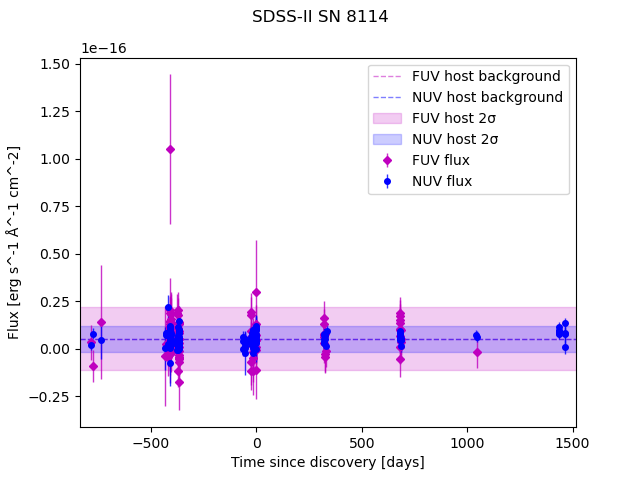 SDSS-II SN 8114
1e−16
Flux [erg s^-1 Å^-1 cm^-2]
1.50
1.25
1.00
0.75
0.50
0.25
0.00
−0.25
FUV host background
NUV host background
FUV host 2σ
NUV host 2σ
FUV flux
NUV flux
−500 0 500 1000 1500
Time since discovery [days]